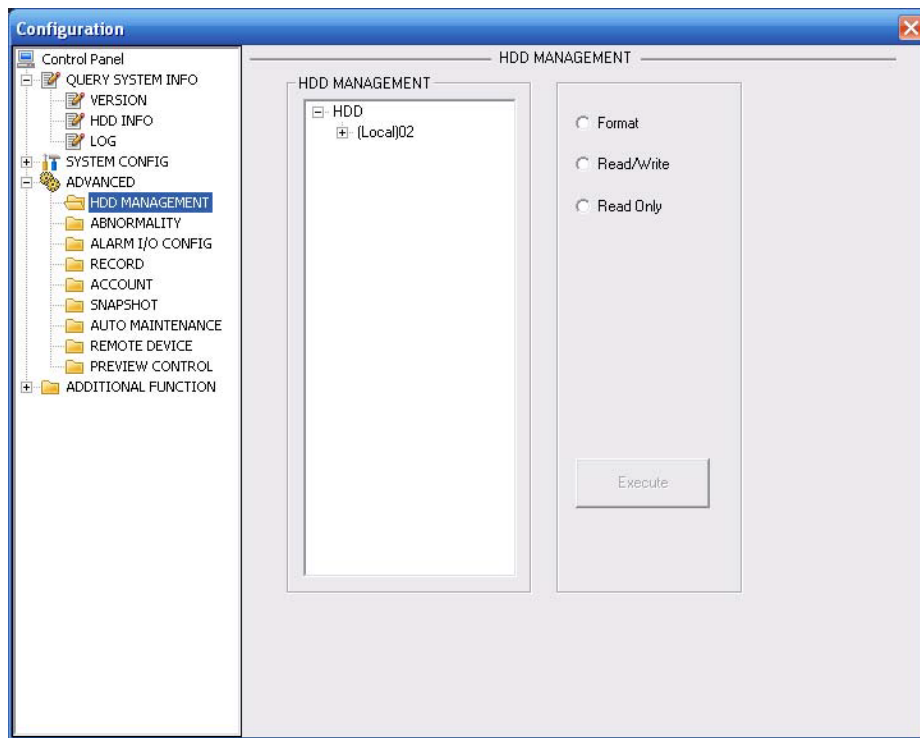 Configuration
Control Panel
QUERY SYSTEM INFO
VERSION
HDD INFO
LOG
SYSTEM CONFIG
ADVANCED
HDD MANAGEMENT
ABNORMALITY
ALARM I/O CONFIG
RECORD
ACCOUNT
SNAPSHOT
AUTO MAINTENANCE
REMOTE DEVICE
PREVIEW CONTROL
ADDITIONAL FUNCTION
HDD MANAGEMENT
HDD MANAGEMENT
HDD
(Local)02
Format
Read/Write
Read Only
Execute